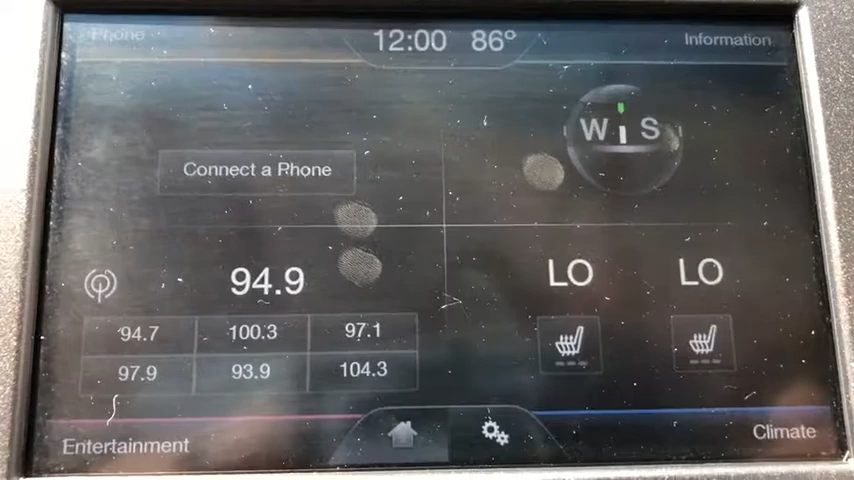 Phone 12:00 86° Information
W S
Connect a Phone
94.9 LO LO
94.7 100.3 97.1
97.9 93.9 104.3
Entertainment Climate